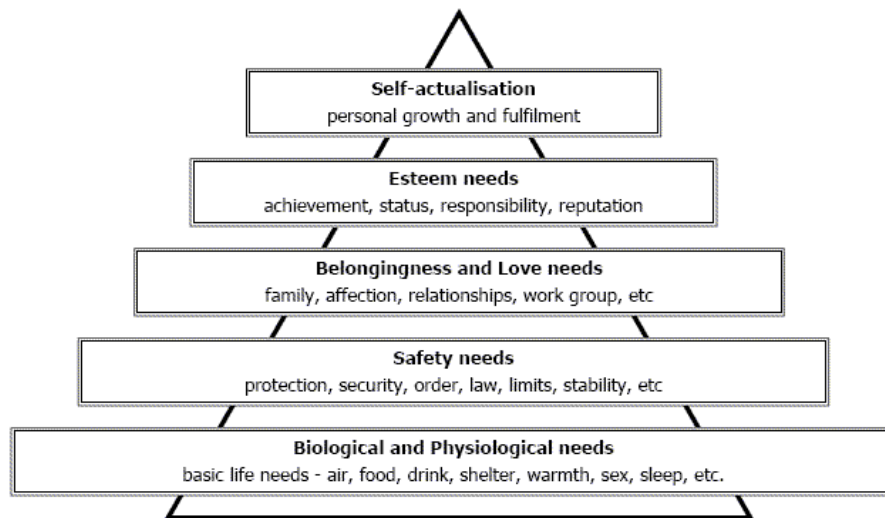 Self-actualisation
personal growth and fulfilment
Esteem needs
achievement, status, responsibility, reputation
Belongingness and Love needs
family, affection, relationships, work group, etc
Safety needs
protection, security, order, law, limits, stability, etc
Biological and Physiological needs
basic life needs - air, food, drink, shelter, warmth, sex, sleep, etc.